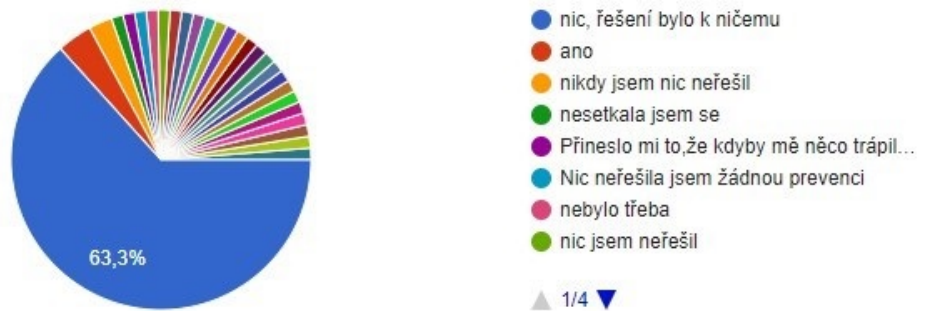 nic, řešení bylo k ničemu
ano
nikdy jsem nic neřešil
nesetkala jsem se
Přineslo mi to,že kdyby mě něco trápil...
Nic neřešila jsem žádnou prevenci
nebylo třeba
nic jsem neřešil
63,3%
1/4